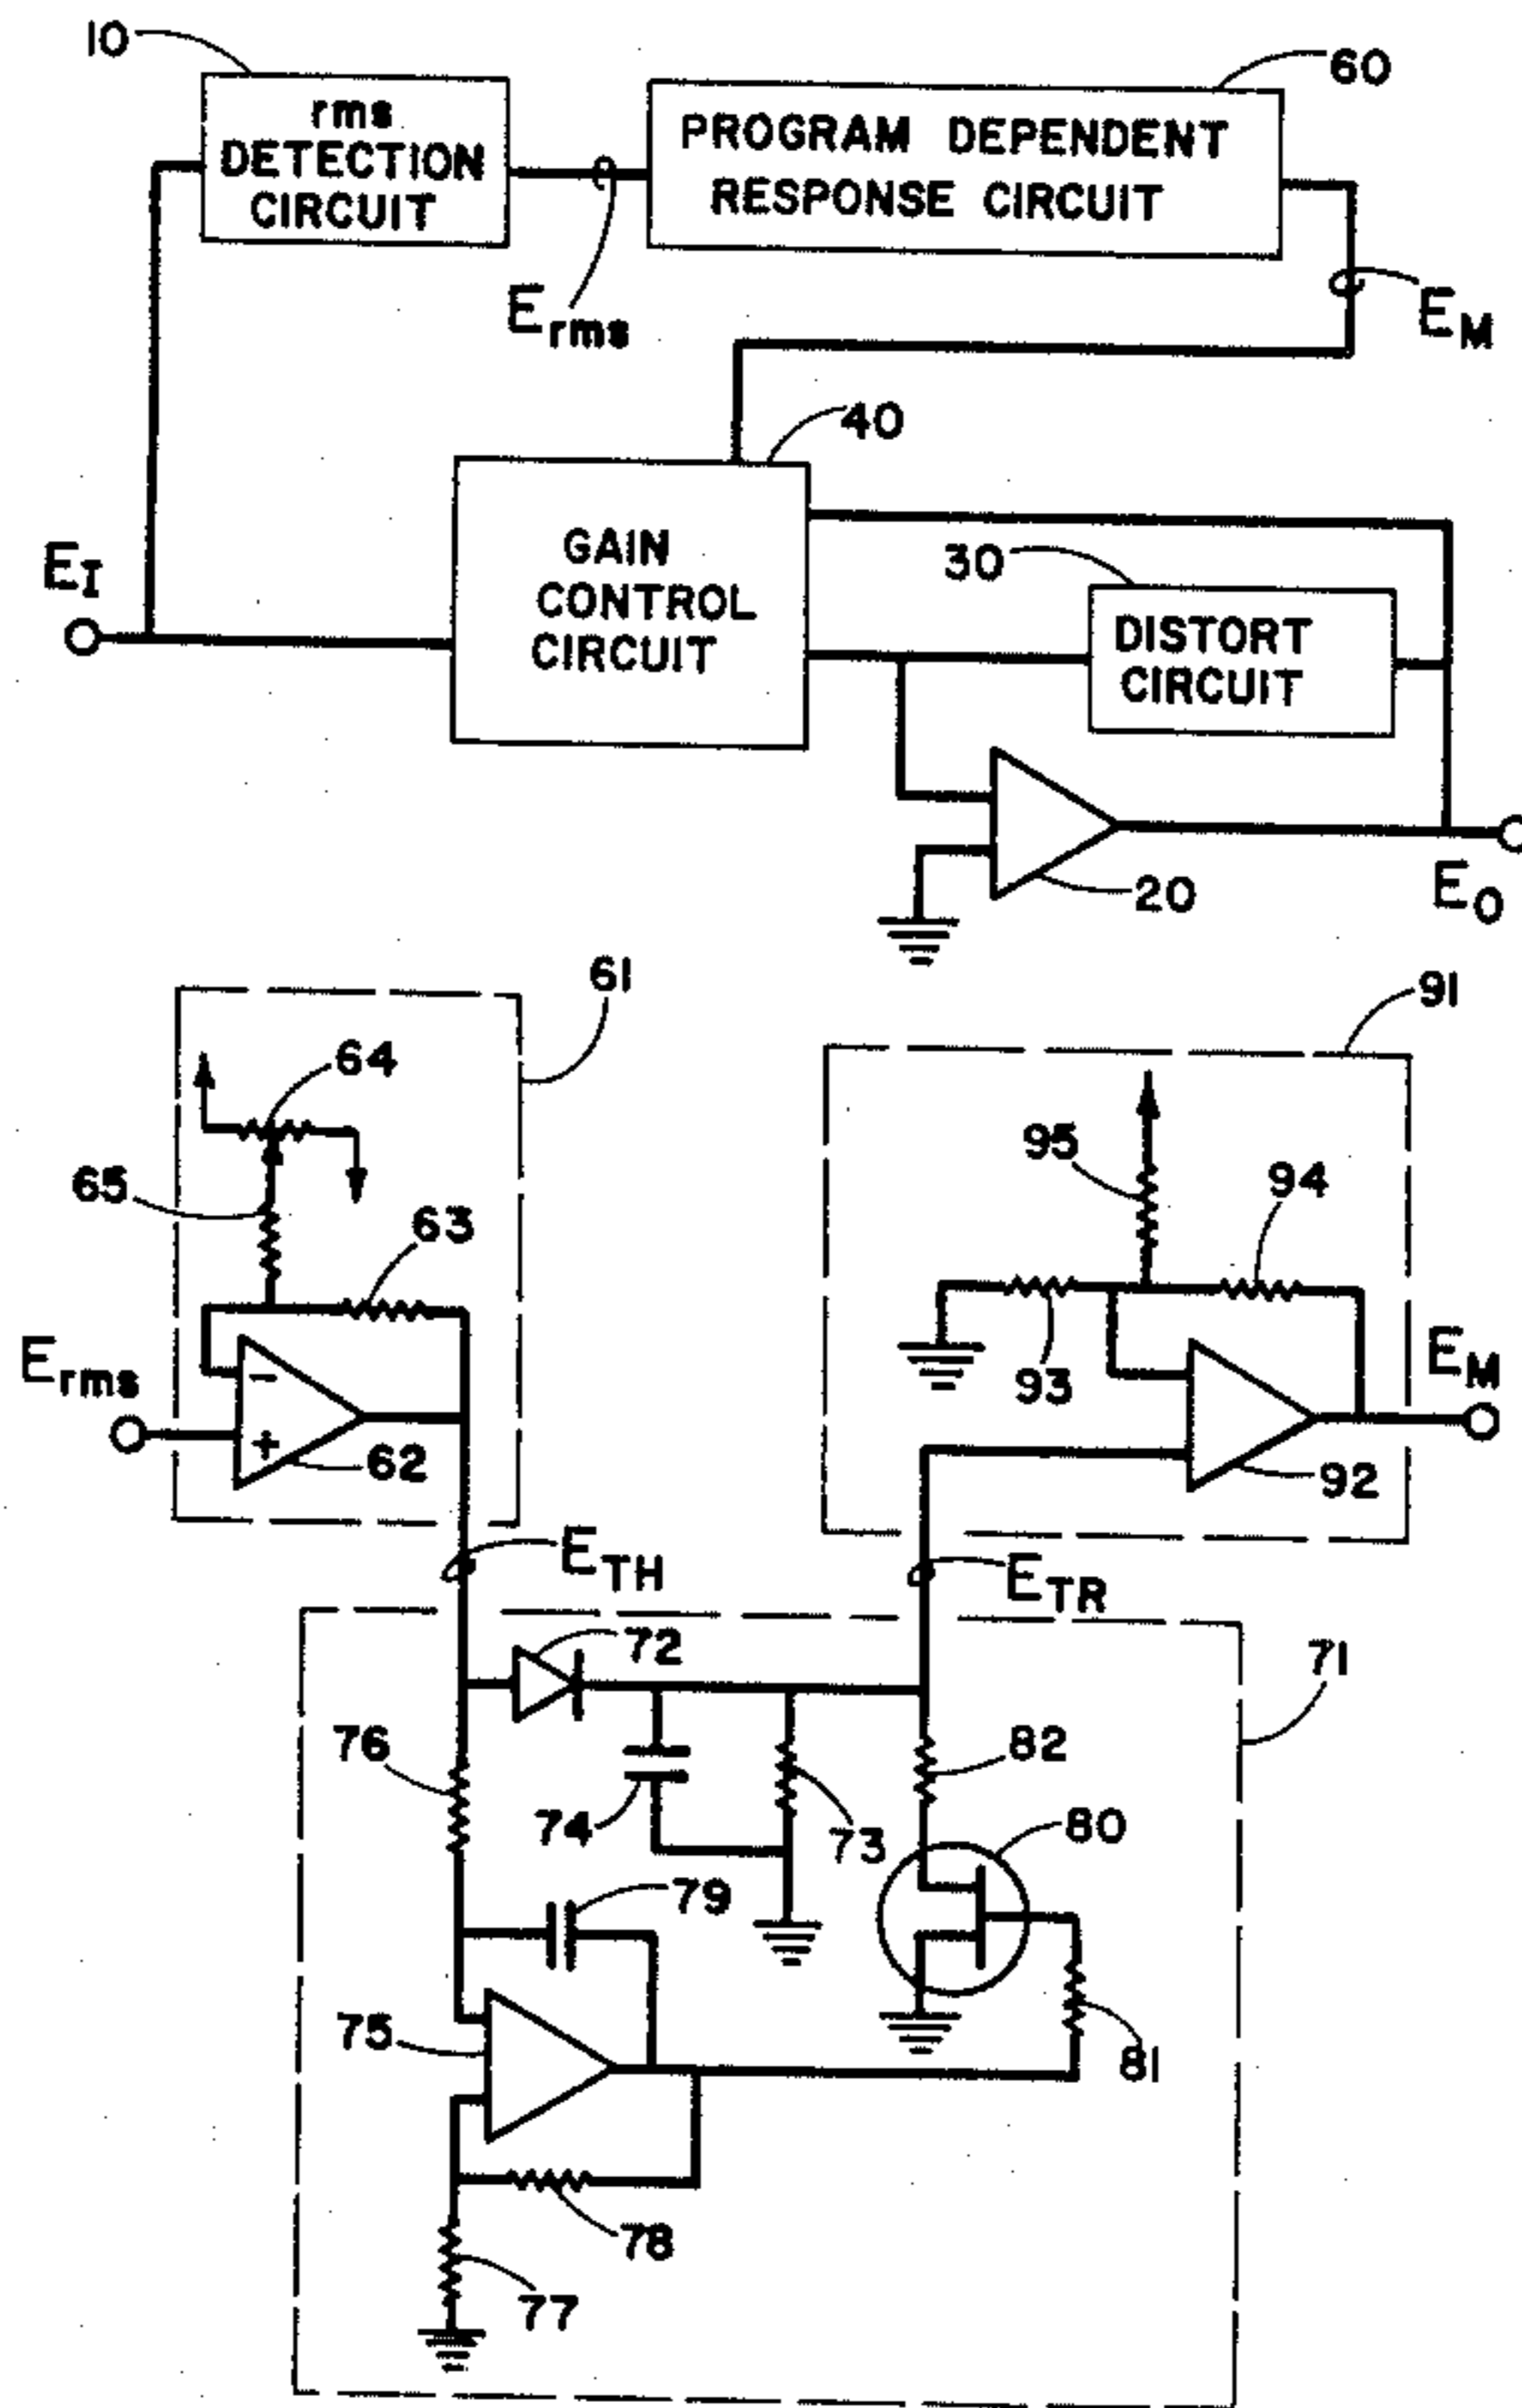 10
rms
DETECTION
CIRCUIT
60
PROGRAM DEPENDENT
RESPONSE CIRCUIT
Erms
EM
40
GAIN
CONTROL
CIRCUIT
EI
30
DISTORT
CIRCUIT
20
EO
61
91
64
65
63
95
94
Erms
-
+
62
93
EM
92
ETH
ETR
72
71
76
74
73
82
80
79
75
81
78
77